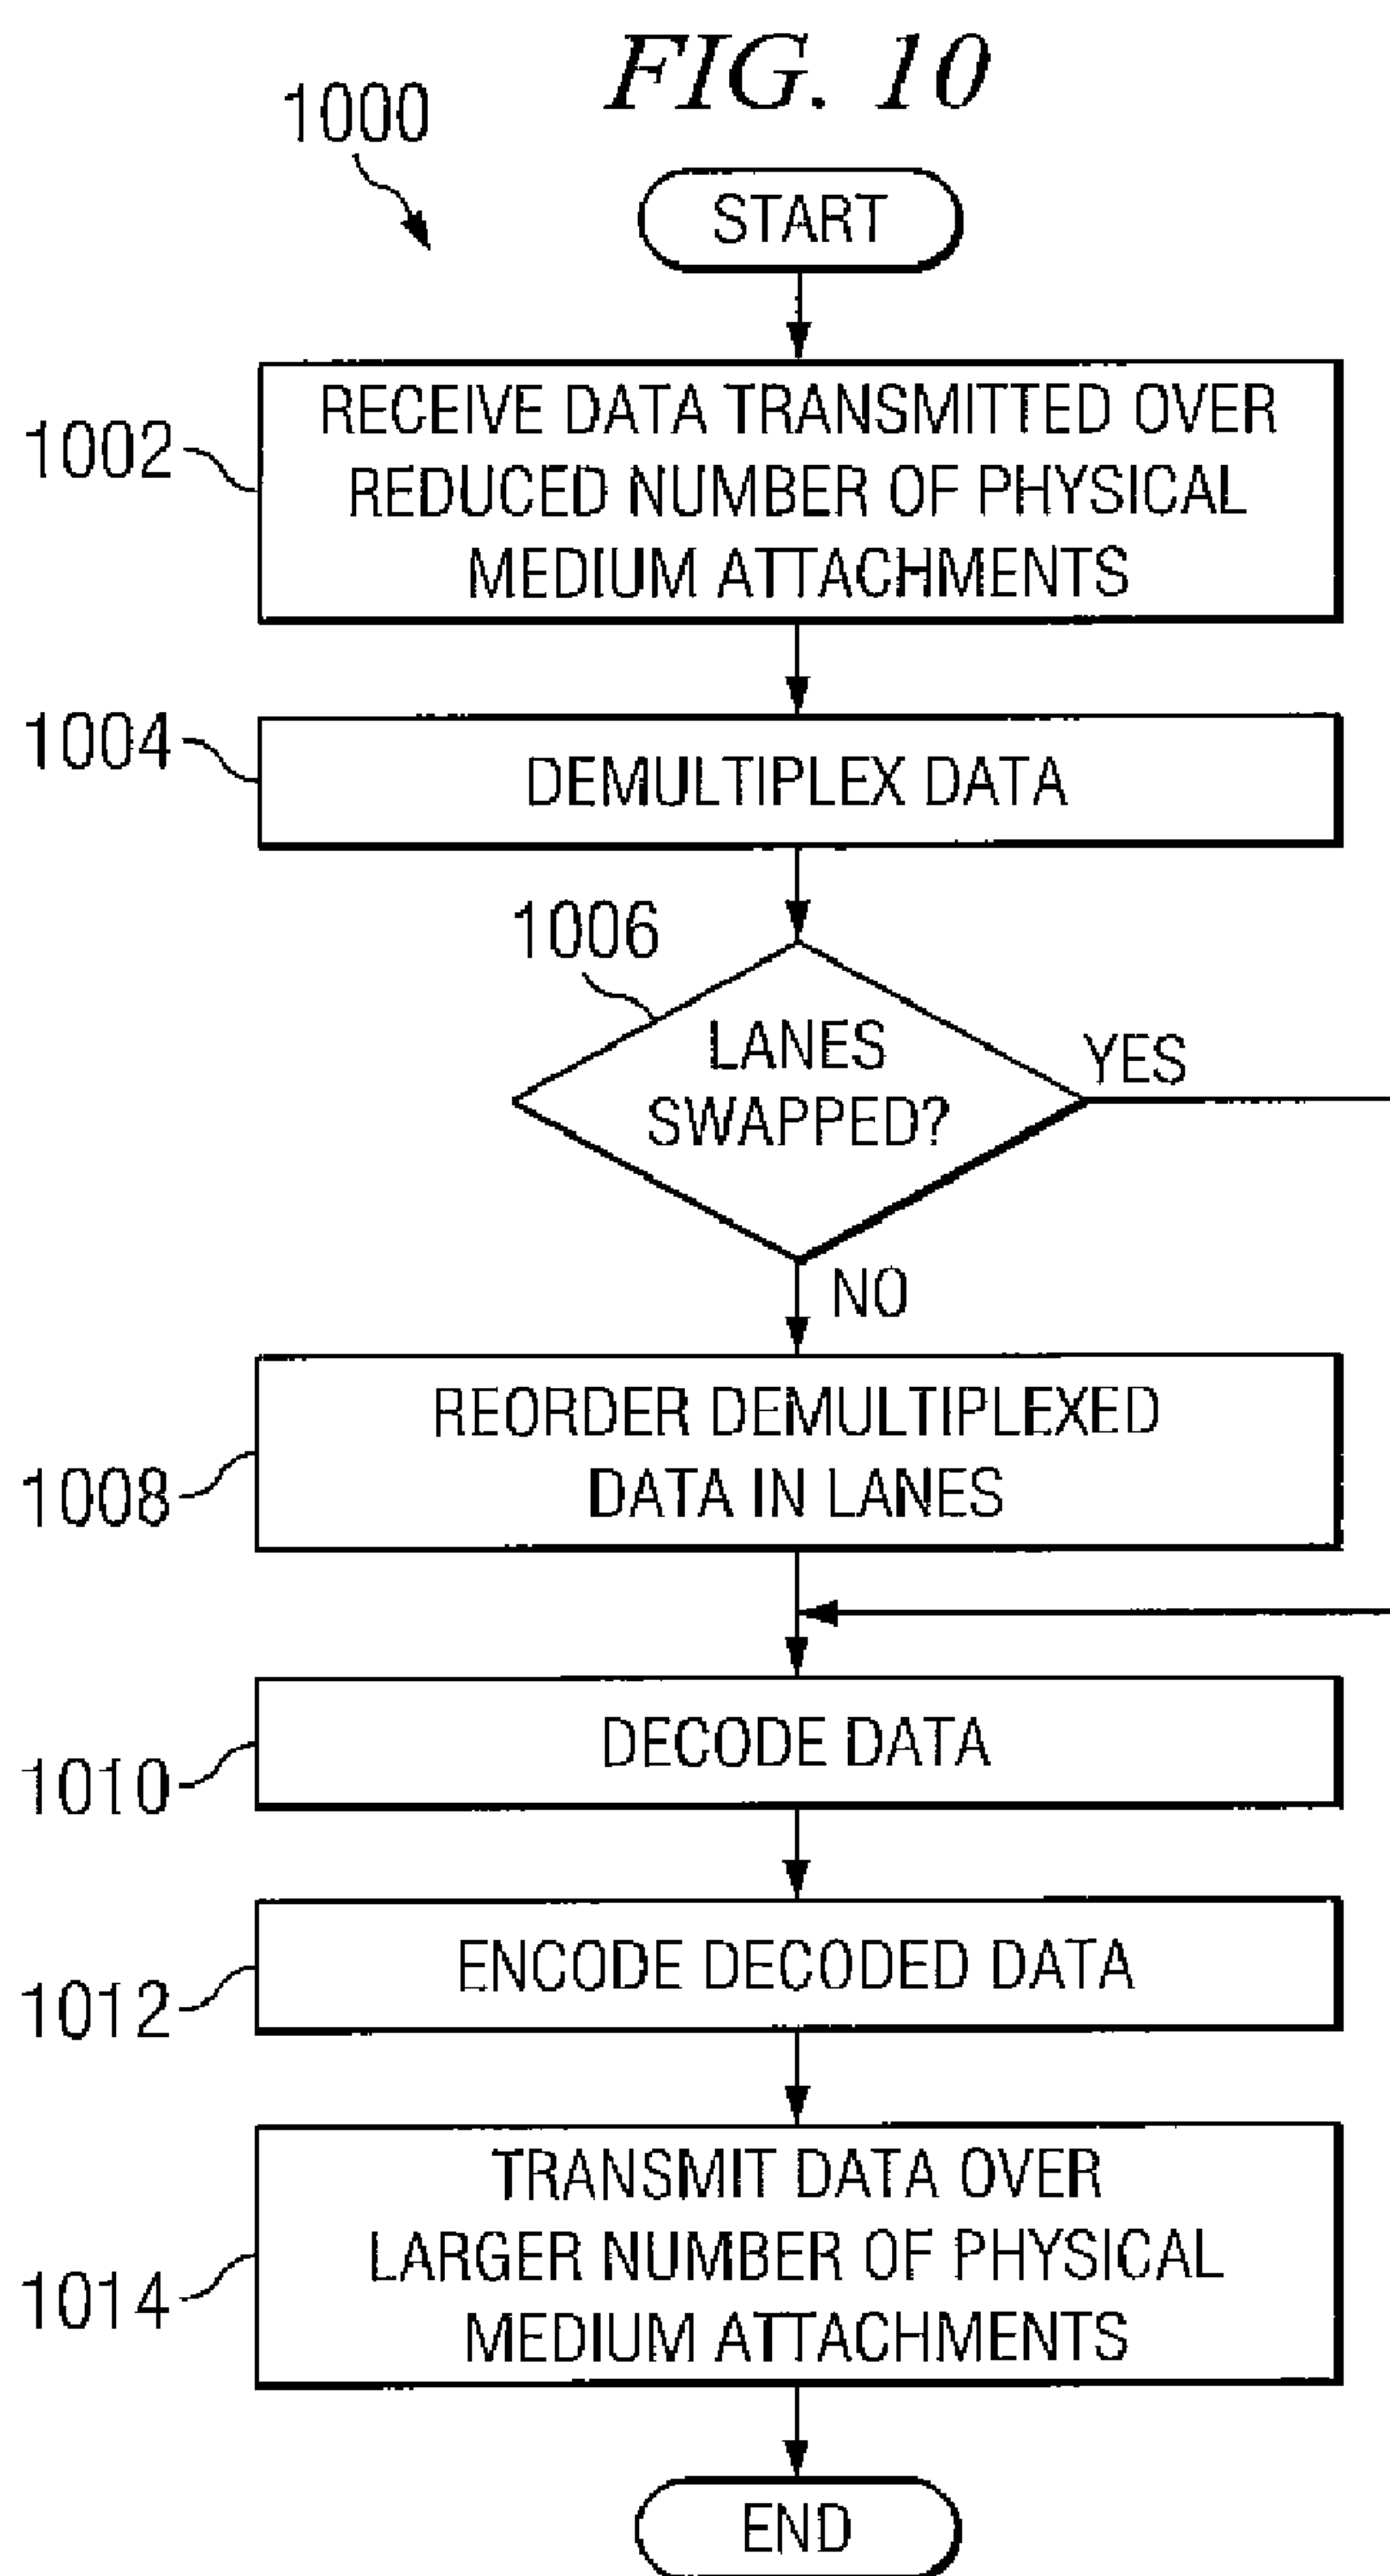 FIG. 10
1000
START
1002
RECEIVE DATA TRANSMITTED OVER
REDUCED NUMBER OF PHYSICAL
MEDIUM ATTACHMENTS
1004
DEMULTIPLEX DATA
1006
LANES
SWAPPED?
YES
NO
1008
REORDER DEMULTIPLEXED
DATA IN LANES
1010
DECODE DATA
1012
ENCODE DECODED DATA
1014
TRANSMIT DATA OVER
LARGER NUMBER OF PHYSICAL
MEDIUM ATTACHMENTS
END